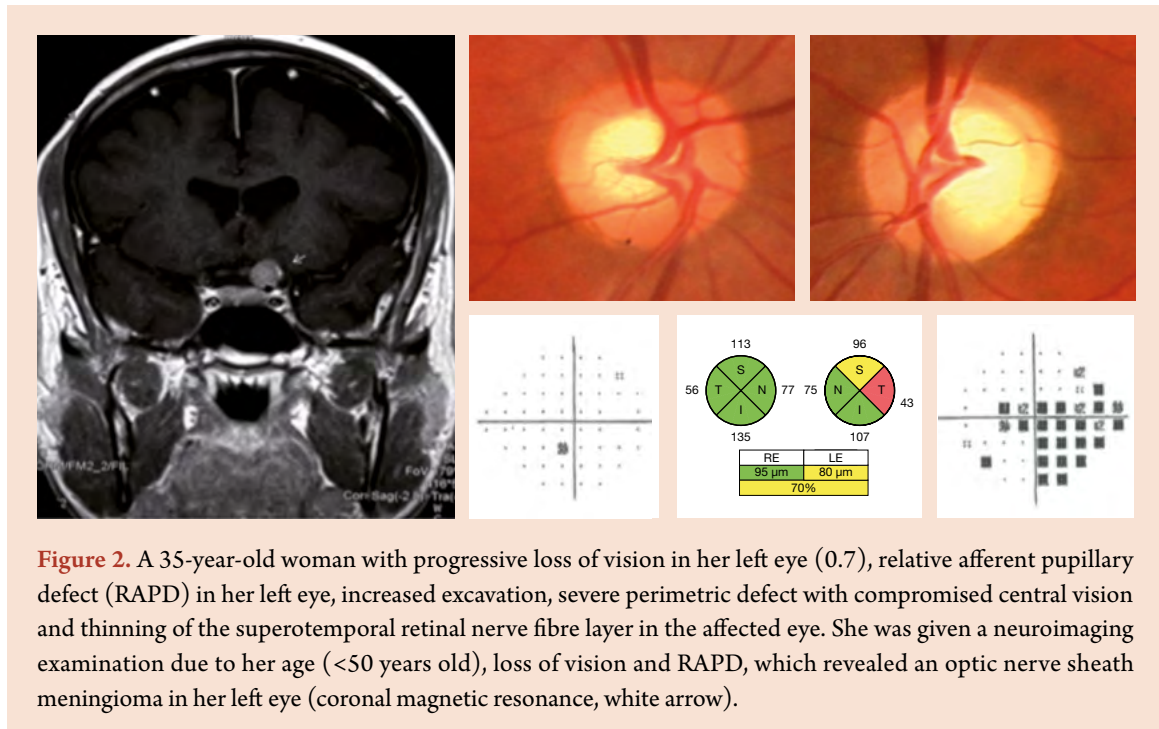 113
96
S
S
56
T
N
77
75
N
T
43
I
I
135
107
RE
LE
95 µm
80 µm
70%
Figure 2. A 35-year-old woman with progressive loss of vision in her left eye (0.7), relative afferent pupillary
defect (RAPD) in her left eye, increased excavation, severe perimetric defect with compromised central vision
and thinning of the superotemporal retinal nerve fibre layer in the affected eye. She was given a neuroimaging
examination due to her age (<50 years old), loss of vision and RAPD, which revealed an optic nerve sheath
meningioma in her left eye (coronal magnetic resonance, white arrow).